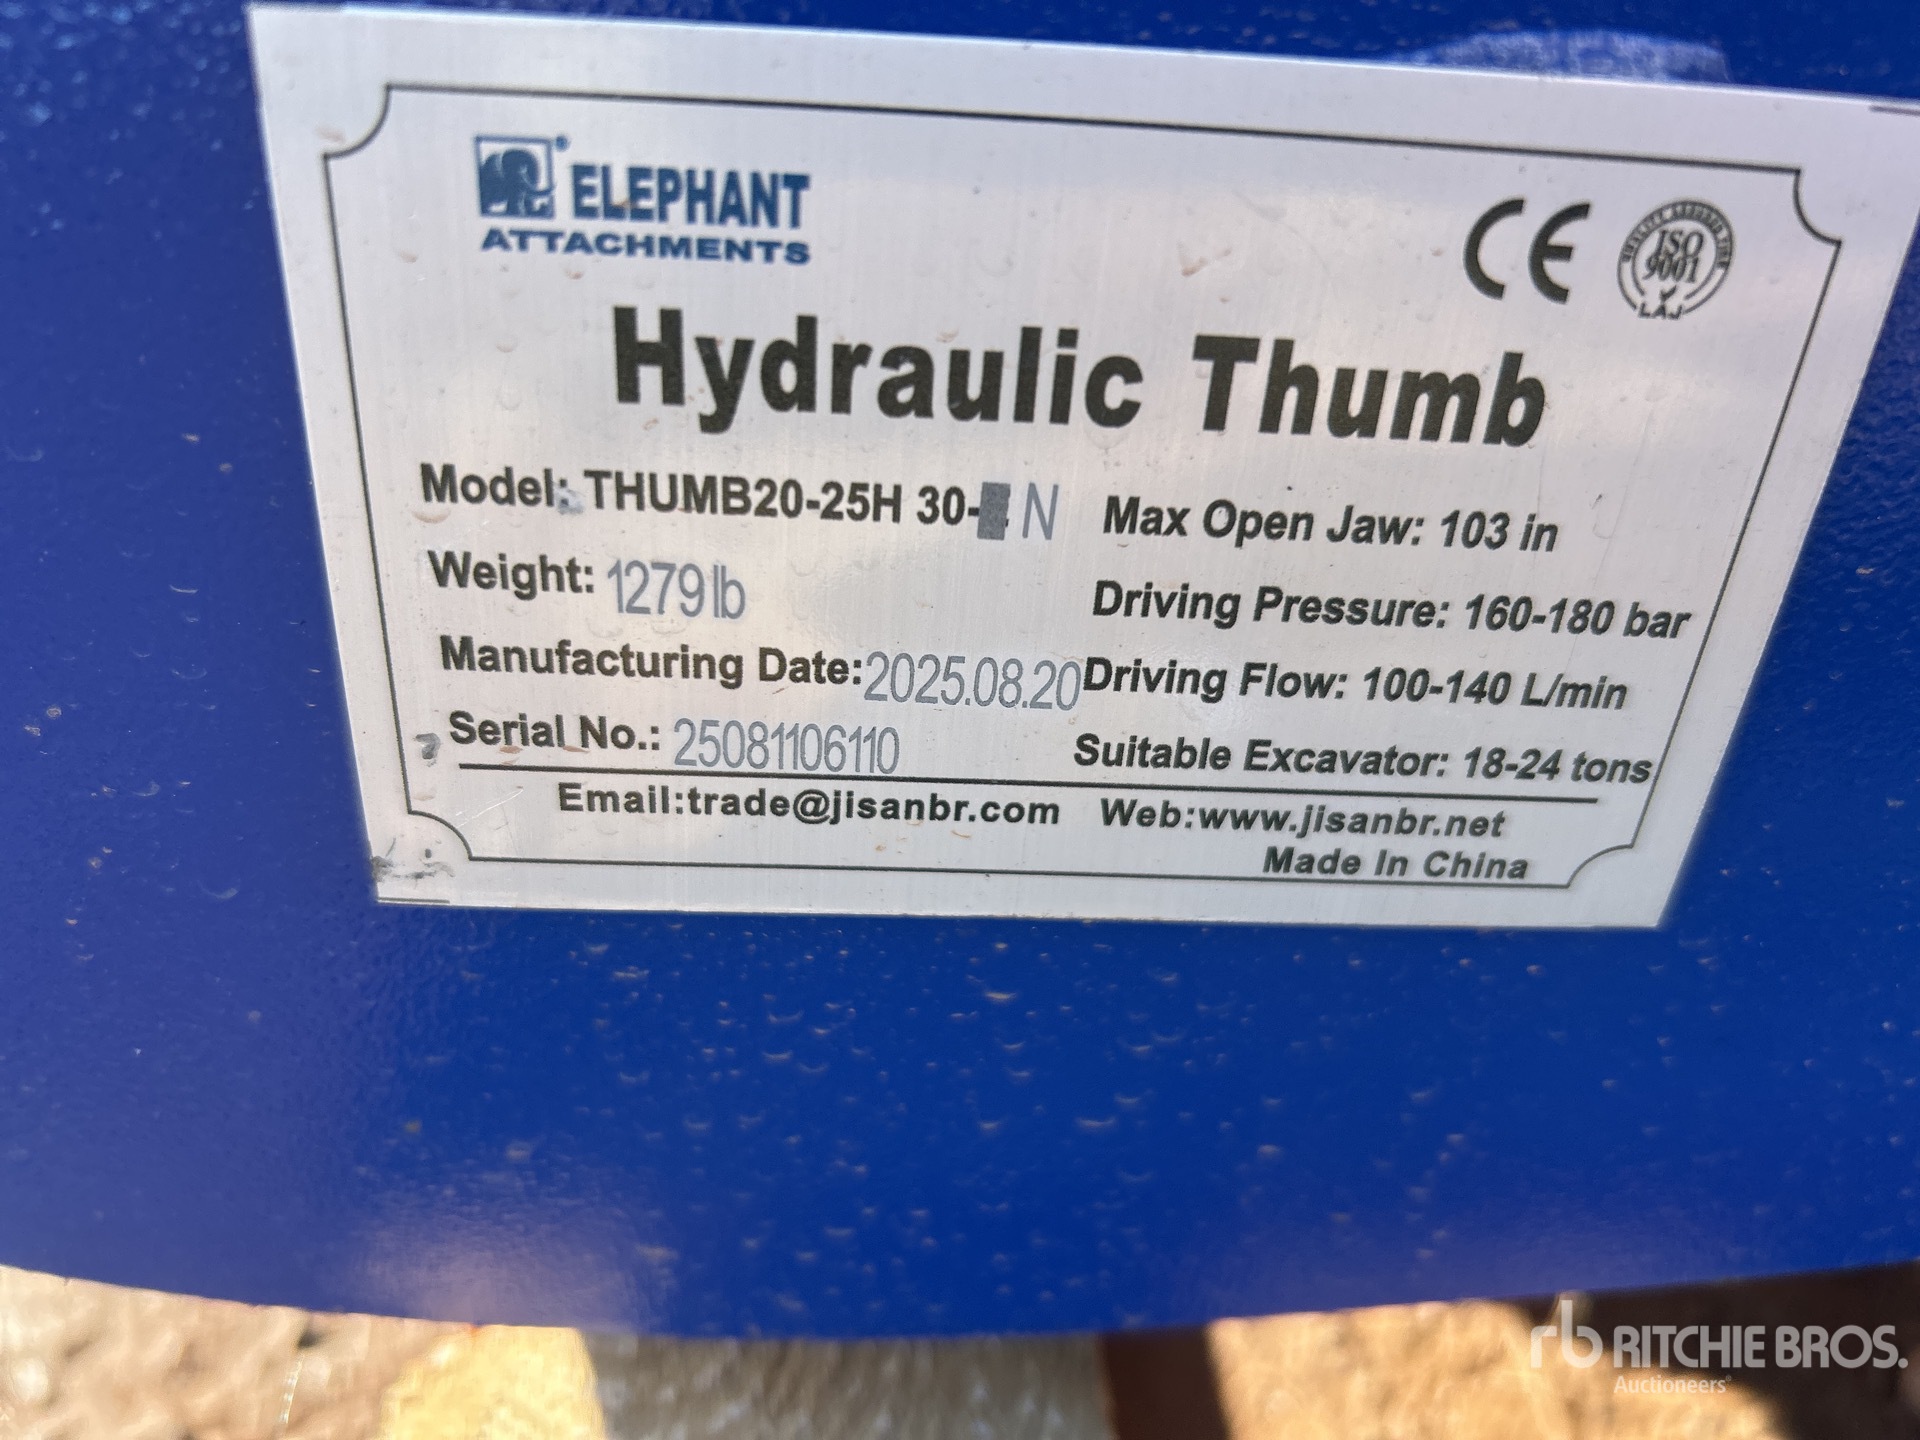 ELEPHANT
ATTACHMENTS
CE
ISO
9001
Hydraulic Thumb
Model: THUMB20-25H 30- N
Max Open Jaw: 103 in
Weight: 1279lb
Driving Pressure: 160-180 bar
Manufacturing Date: 2025.08.20
Driving Flow: 100-140 L/min
Serial No.: 25081106110
Suitable Excavator: 18-24 tons
Email:trade@jisanbr.com Web:www.jisanbr.net
Made In China
rb RITCHIE BROS.
Auctioneers